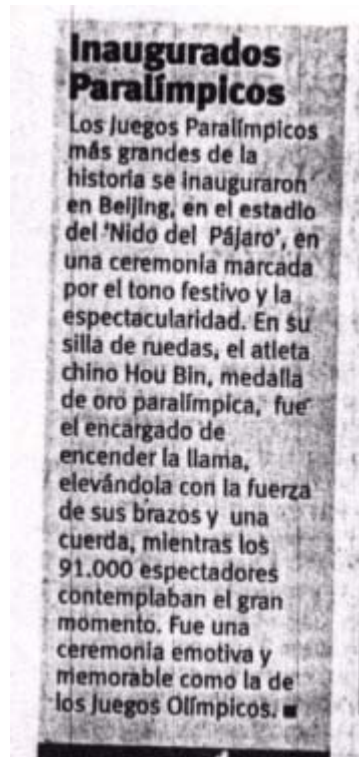 Inaugurados
Paralímpicos
Los Juegos Paralímpicos
más grandes de la
historia se inauguraron
en Beijing, en el estadio
del 'Nido del Pájaro', en
una ceremonia marcada
por el tono festivo y la
espectacularidad. En su
silla de ruedas, el atleta
chino Hou Bin, medalla
de oro paralímpica, fue
el encargado de
encender la llama,
elevándola con la fuerza
de sus brazos y una
cuerda, mientras los
91.000 espectadores
contemplaban el gran
momento. Fue una
ceremonia emotiva y
memorable como la de
los Juegos Olímpicos. ■